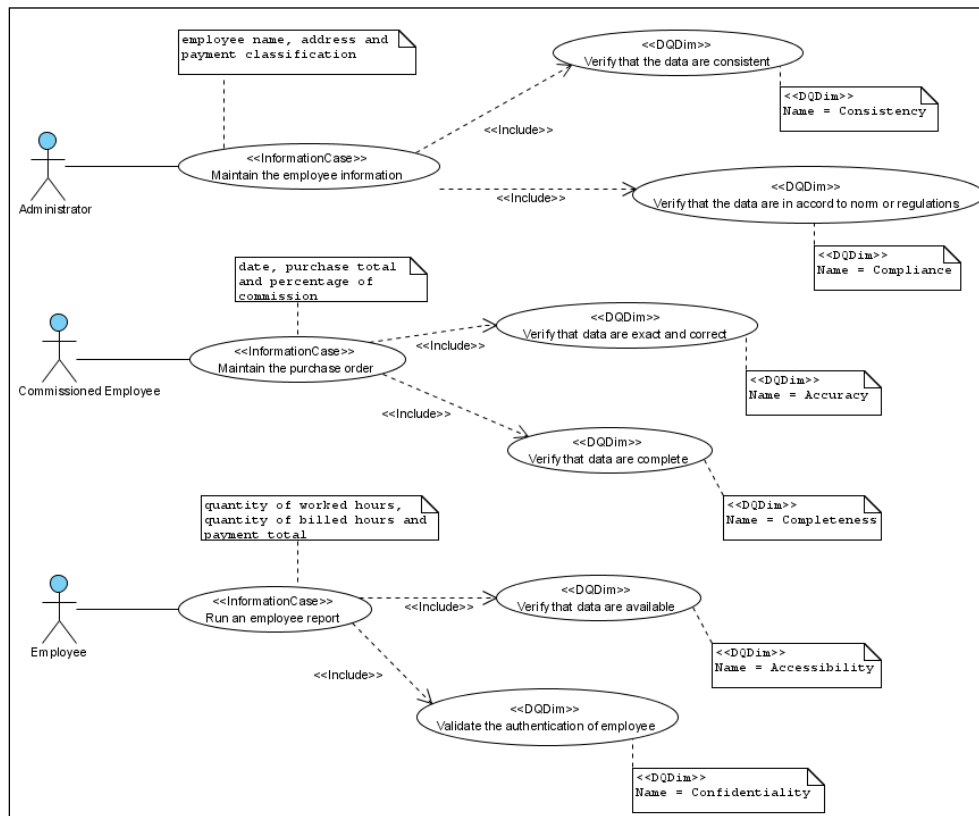 employee name, address and
payment classification
<<DQDim>>
Verify that the data are consistent
<<DQDim>>
Name = Consistency
<<Include>>
<<InformationCase>>
Maintain the employee information
Administrator
<<Include>>
<<DQDim>>
Verify that the data are in accord to norm or regulations
<<DQDim>>
Name = Compliance
date, purchase total
and percentage of
commission
<<InformationCase>>
Maintain the purchase order
Commissioned Employee
<<Include>>
<<DQDim>>
Verify that data are exact and correct
<<DQDim>>
Name = Accuracy
<<Include>>
<<DQDim>>
Verify that data are complete
<<DQDim>>
Name = Completeness
quantity of worked hours,
quantity of billed hours and
payment total
<<InformationCase>>
Run an employee report
Employee
<<Include>>
<<DQDim>>
Verify that data are available
<<DQDim>>
Name = Accessibility
<<Include>>
<<DQDim>>
Validate the authentication of employee
<<DQDim>>
Name = Confidentiality